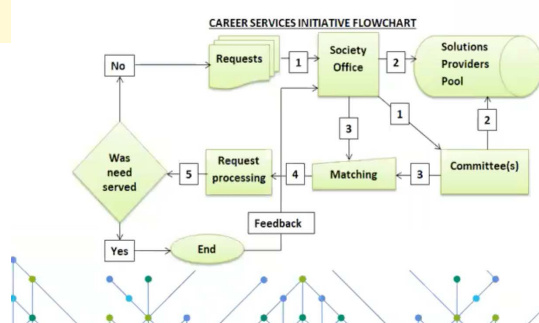 CAREER SERVICES INITIATIVE FLOWCHART
No
Requests
1
Society
Office
2
Solutions
Providers
Pool
3
1
2
Was
need
served
5
Request
processing
4
Matching
3
Committee(s)
Feedback
Yes
End